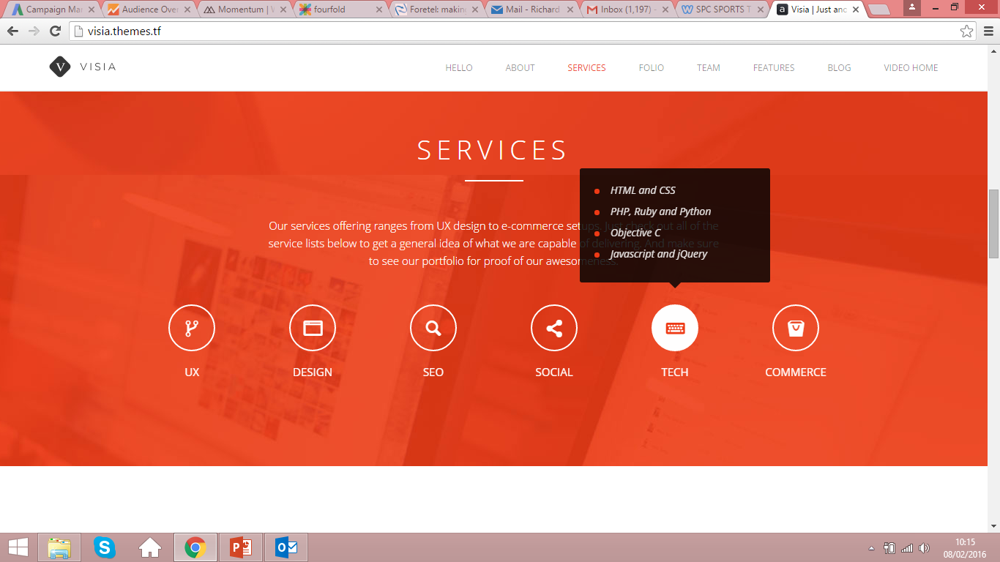 Campaign Ma
Audience Over
Momentum | V
fourfold
Foretel: makin
Mail - Richard
Inbox (1,197) -
SPC SPORTS T
Visia | Just anc
visia.themes.tf
V VISIA
HELLO ABOUT SERVICES FOLIO TEAM FEATURES BLOG VIDEO HOME
SERVICES
HTML and CSS
PHP, Ruby and Python
Objective C
Javascript and jQuery
Our services offering ranges from UX design to e-commerce setups. Just check out all of the
service lists below to get a general idea of what we are capable of delivering. And make sure
to see our portfolio for proof of our awesomeness.
UX DESIGN SEO SOCIAL TECH COMMERCE
10:15
08/02/2016